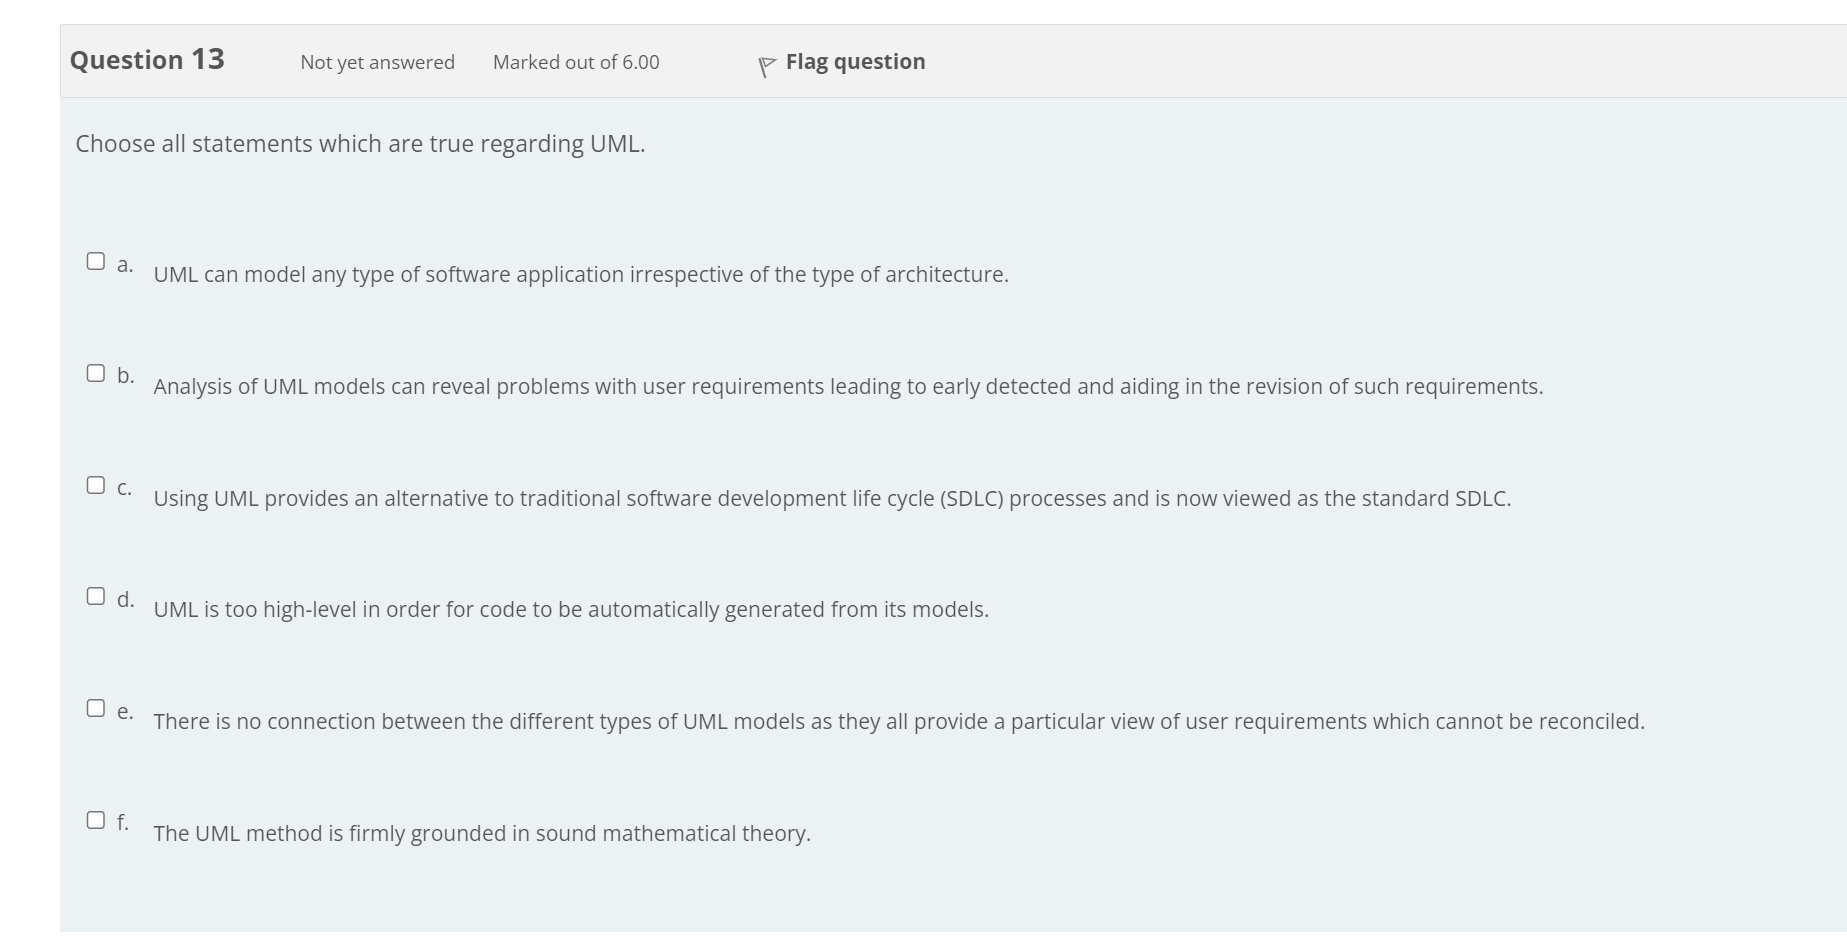 Question 13 Not yet answered Marked out of 6.00 Flag question
Choose all statements which are true regarding UML.
a. UML can model any type of software application irrespective of the type of architecture.
b. Analysis of UML models can reveal problems with user requirements leading to early detected and aiding in the revision of such requirements.
c. Using UML provides an alternative to traditional software development life cycle (SDLC) processes and is now viewed as the standard SDLC.
d. UML is too high-level in order for code to be automatically generated from its models.
e. There is no connection between the different types of UML models as they all provide a particular view of user requirements which cannot be reconciled.
f. The UML method is firmly grounded in sound mathematical theory.